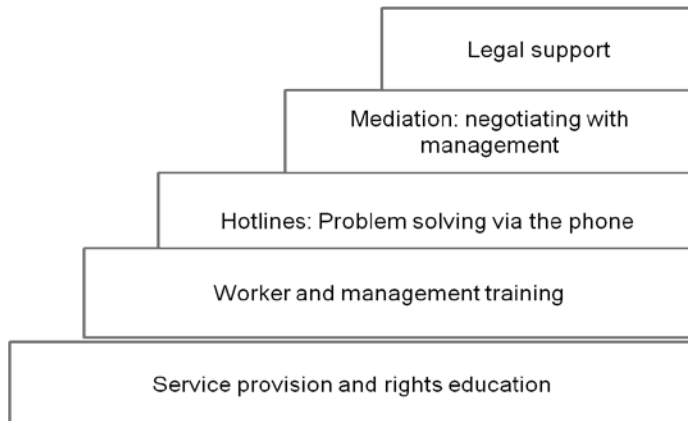 Legal support
Mediation: negotiating with
management
Hotlines: Problem solving via the phone
Worker and management training
Service provision and rights education